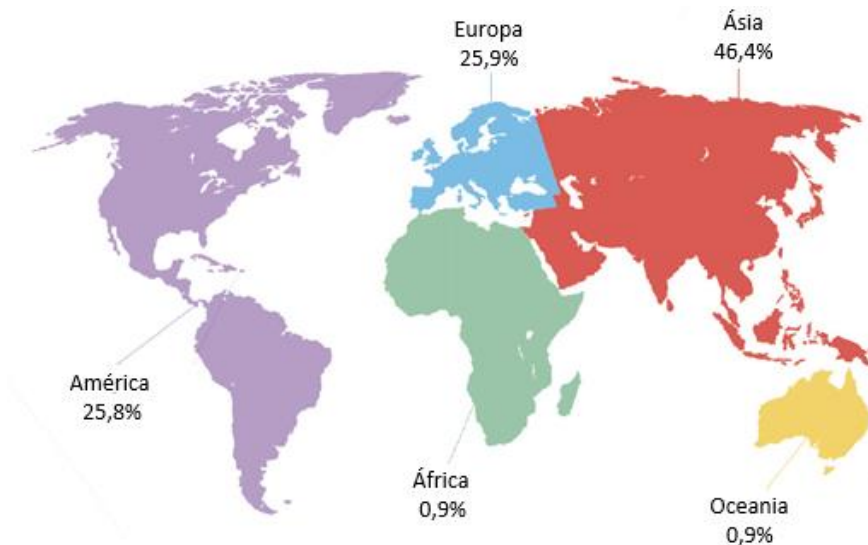 Europa
25,9%
Ásia
46,4%
América
25,8%
África
0,9%
Oceania
0,9%